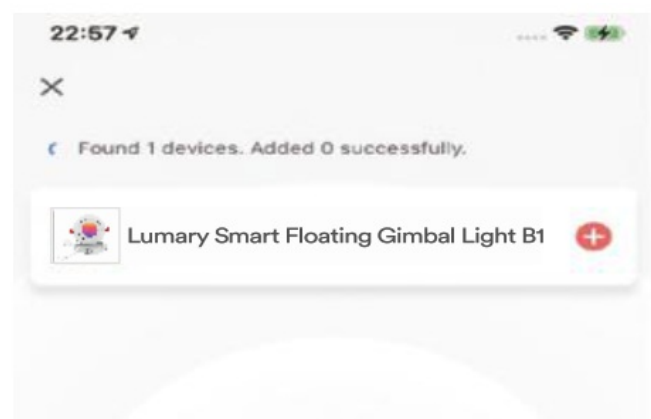 22:57
Found 1 devices. Added 0 successfully.
Lumary Smart Floating Gimbal Light B1